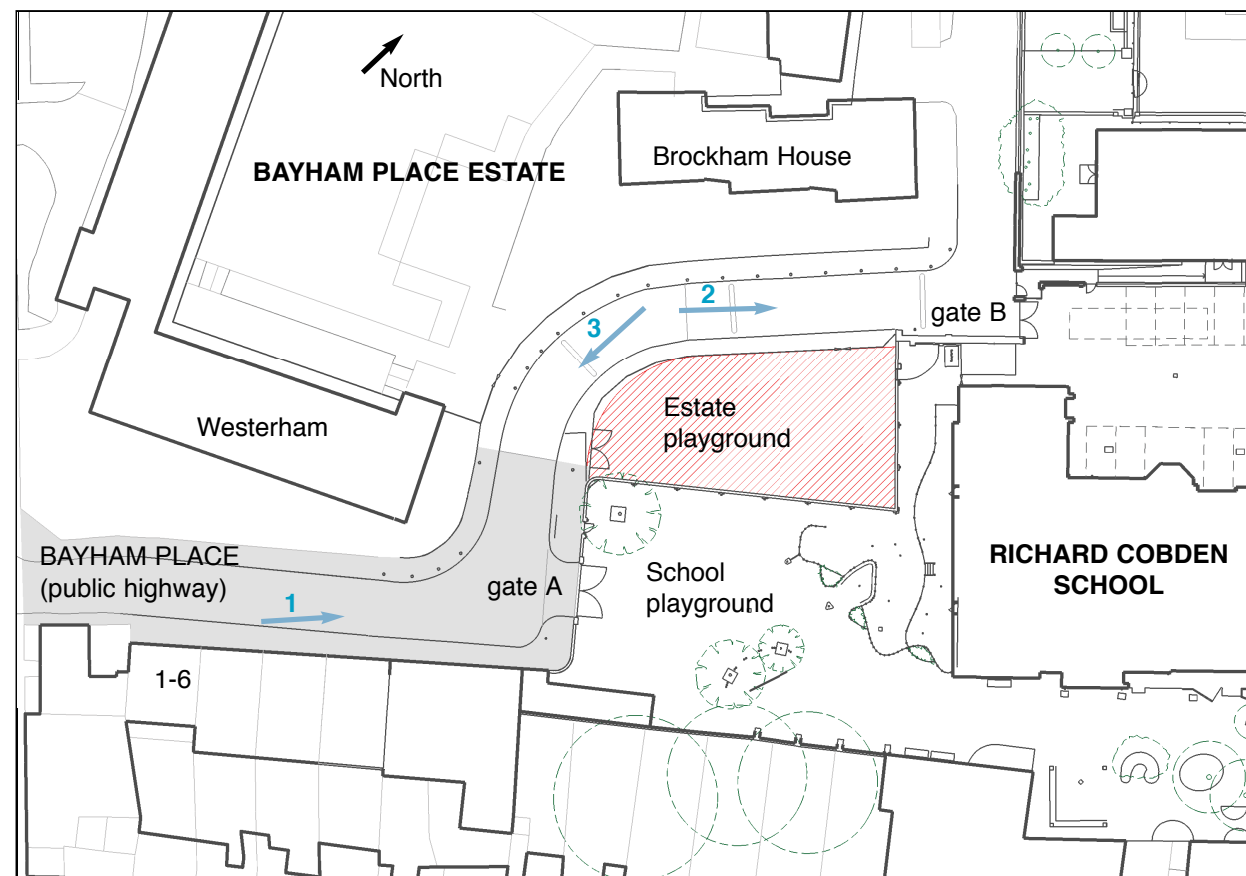 North
BAYHAM PLACE ESTATE
Brockham House
2
3
gate B
Estate
playground
Westerham
BAYHAM PLACE
(public highway)
gate A
1
School
playground
RICHARD COBDEN
SCHOOL
1-6